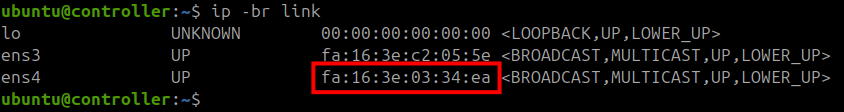 ubuntu@controller:~$ ip -br link
lo UNKNOWN 00:00:00:00:00:00 <LOOPBACK,UP,LOWER_UP>
ens3 UP fa:16:3e:c2:05:5e <BROADCAST,MULTICAST,UP,LOWER_UP>
ens4 UP fa:16:3e:03:34:ea <BROADCAST,MULTICAST,UP,LOWER_UP>
ubuntu@controller:~$